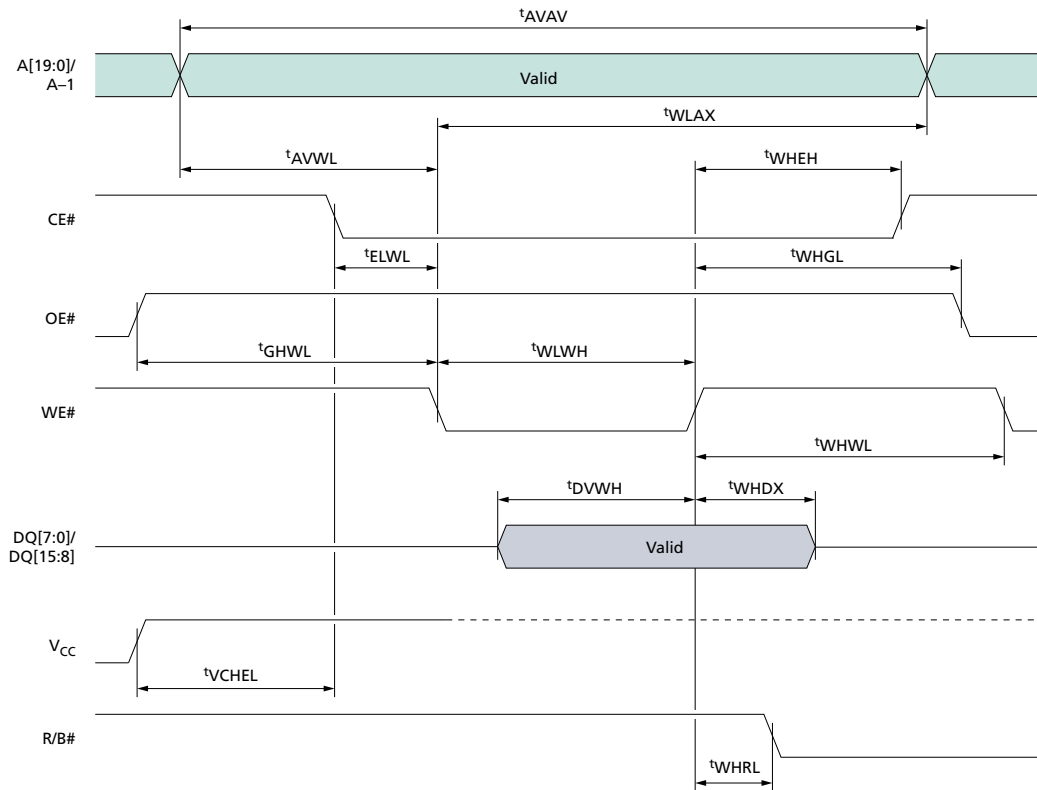 tAVAV
A[19:0]/
A–1
Valid
tWLAX
tAVWL
tWHEH
CE#
tELWL
tWHGL
OE#
tGHWL
tWLWH
WE#
tWHWL
tDVWH
tWHDX
DQ[7:0]/
DQ[15:8]
Valid
VCC
tVCHEL
R/B#
tWHRL